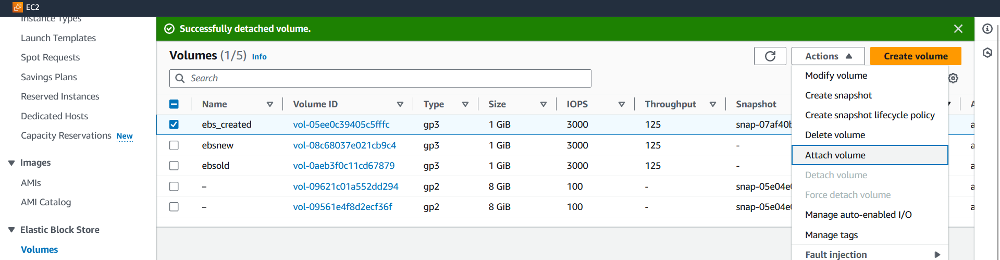 EC2
Instance Types
Launch Templates
Spot Requests
Savings Plans
Reserved Instances
Dedicated Hosts
Capacity Reservations New
Images
AMIs
AMI Catalog
Elastic Block Store
Volumes
Successfully detached volume.
Volumes (1/5) Info
Actions
Create volume
Search
Name Volume ID Type Size IOPS Throughput Snapshot
ebs_created vol-05ee0c39405c5fffc gp3 1 GiB 3000 125 snap-07af40b
ebsnew vol-08c68037e021cb9c4 gp3 1 GiB 3000 125 -
ebsold vol-0aeb3f0c11cd67879 gp3 1 GiB 3000 125 -
– vol-09621c01a552dd294 gp2 8 GiB 100 - snap-05e04e
– vol-09561e4f8d2ecf36f gp2 8 GiB 100 - snap-05e04e
Modify volume
Create snapshot
Create snapshot lifecycle policy
Delete volume
Attach volume
Detach volume
Force detach volume
Manage auto-enabled I/O
Manage tags
Fault injection